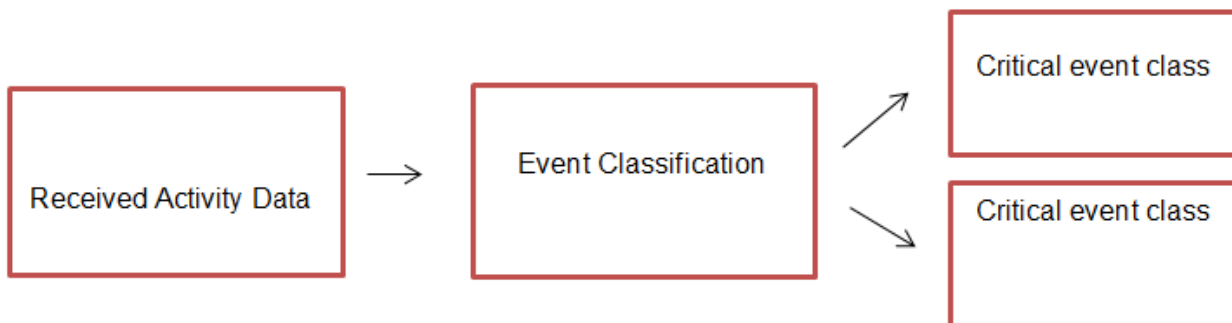 Received Activity Data
Event Classification
Critical event class
Critical event class